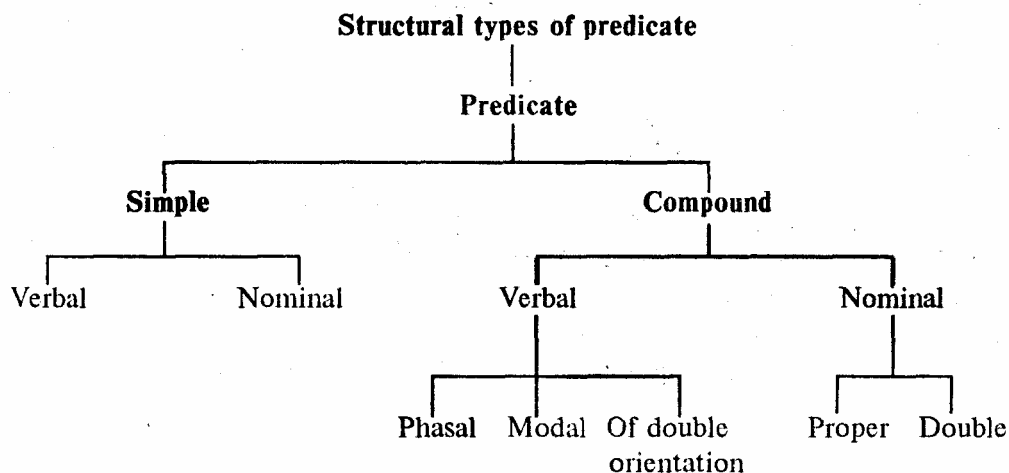 Structural types of predicate
Predicate
Simple Compound
Verbal Nominal Verbal Nominal
Phasal Modal Of double Proper Double
orientation